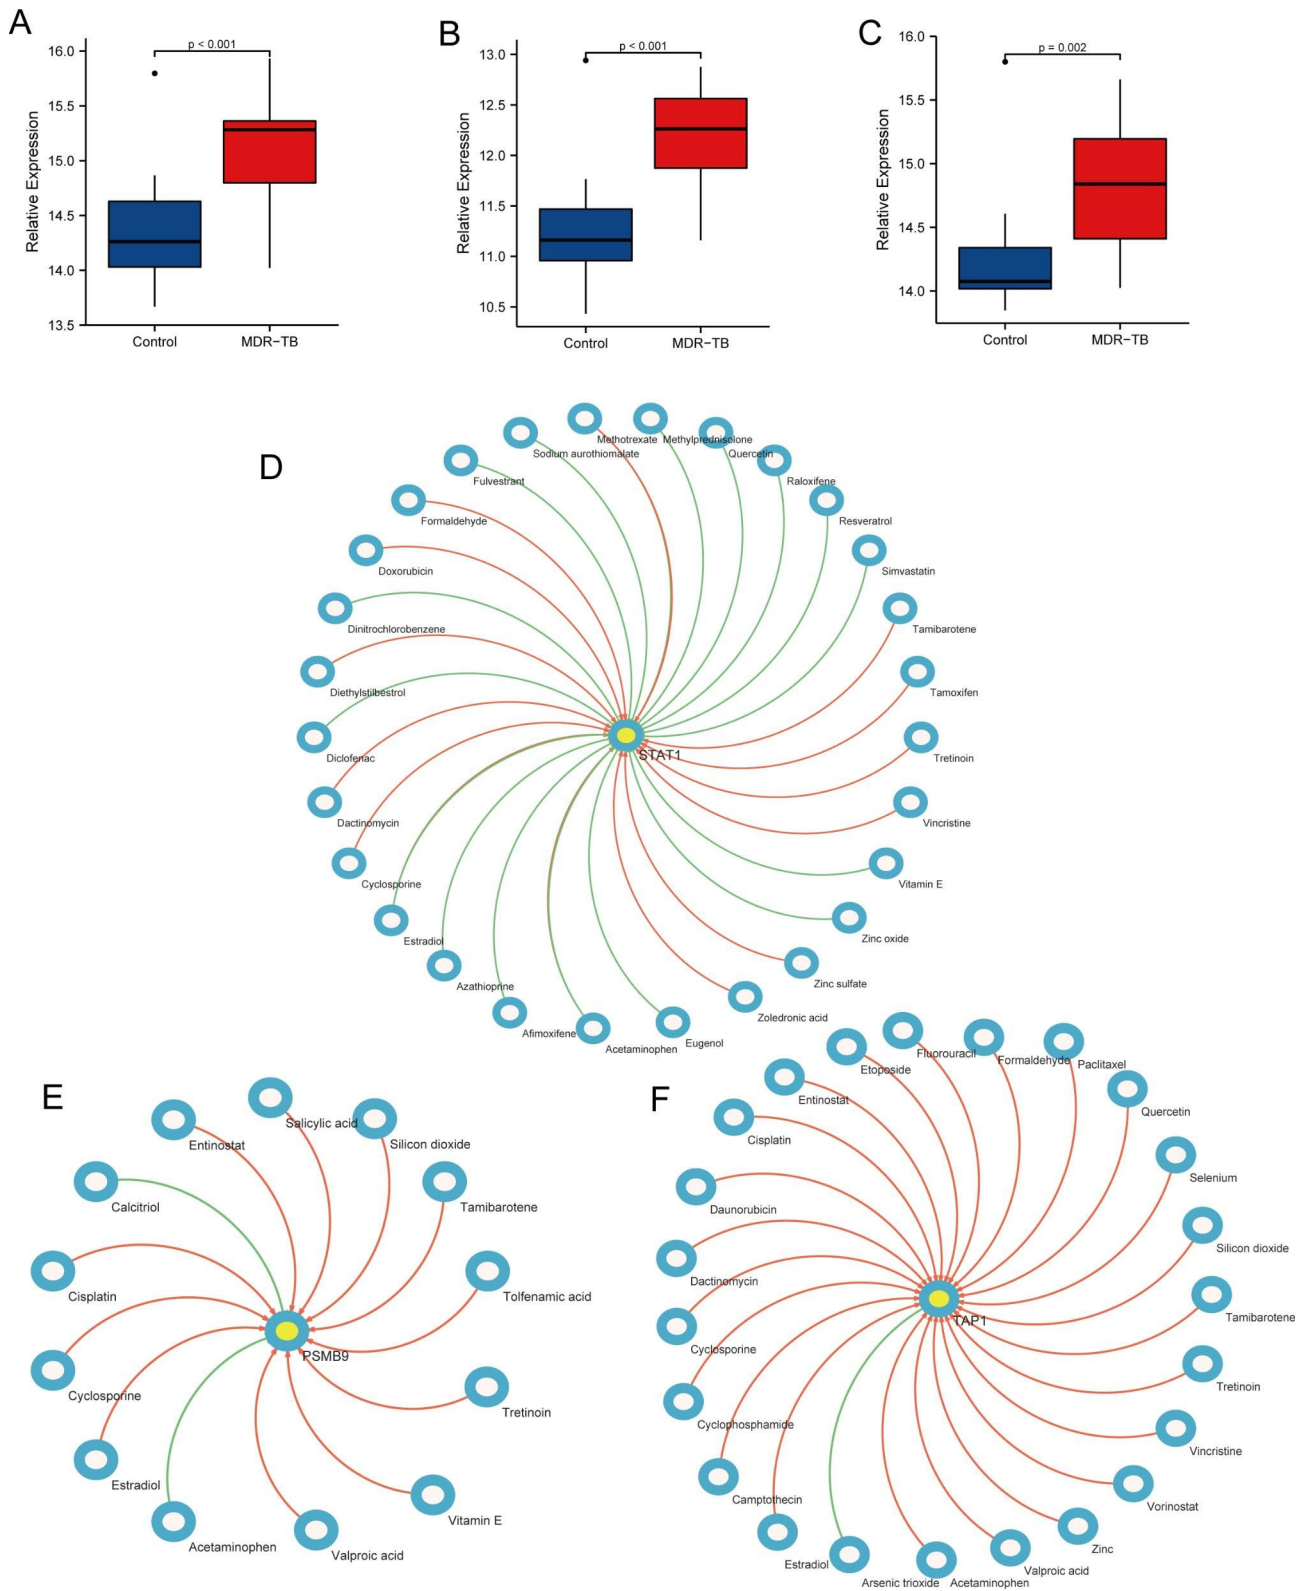 A
p < 0.001
16.0
15.5
15.0
14.5
14.0
13.5
Relative Expression
Control
MDR−TB
B
p < 0.001
13.0
12.5
12.0
11.5
11.0
10.5
Relative Expression
Control
MDR−TB
C
p = 0.002
16.0
15.5
15.0
14.5
14.0
Relative Expression
Control
MDR−TB
D
Methotrexate
Methylprednisolone
Sodium aurothiomalate
Quercetin
Fulvestrant
Raloxifene
Formaldehyde
Resveratrol
Doxorubicin
Simvastatin
Dinitrochlorobenzene
Tamibarotene
Diethylstilbestrol
Tamoxifen
Diclofenac
STAT1
Tretinoin
Dactinomycin
Vincristine
Cyclosporine
Vitamin E
Estradiol
Zinc oxide
Azathioprine
Zinc sulfate
Afimoxifene
Acetaminophen
Eugenol
Zoledronic acid
E
Salicylic acid
Entinostat
Silicon dioxide
Calcitriol
Tamibarotene
Cisplatin
Tolfenamic acid
PSMB9
Cyclosporine
Tretinoin
Estradiol
Vitamin E
Acetaminophen
Valproic acid
F
Fluorouracil
Formaldehyde
Paclitaxel
Etoposide
Entinostat
Quercetin
Cisplatin
Selenium
Daunorubicin
Silicon dioxide
Dactinomycin
Tamibarotene
TAP1
Cyclosporine
Tretinoin
Cyclophosphamide
Vincristine
Camptothecin
Vorinostat
Estradiol
Zinc
Arsenic trioxide
Acetaminophen
Valproic acid